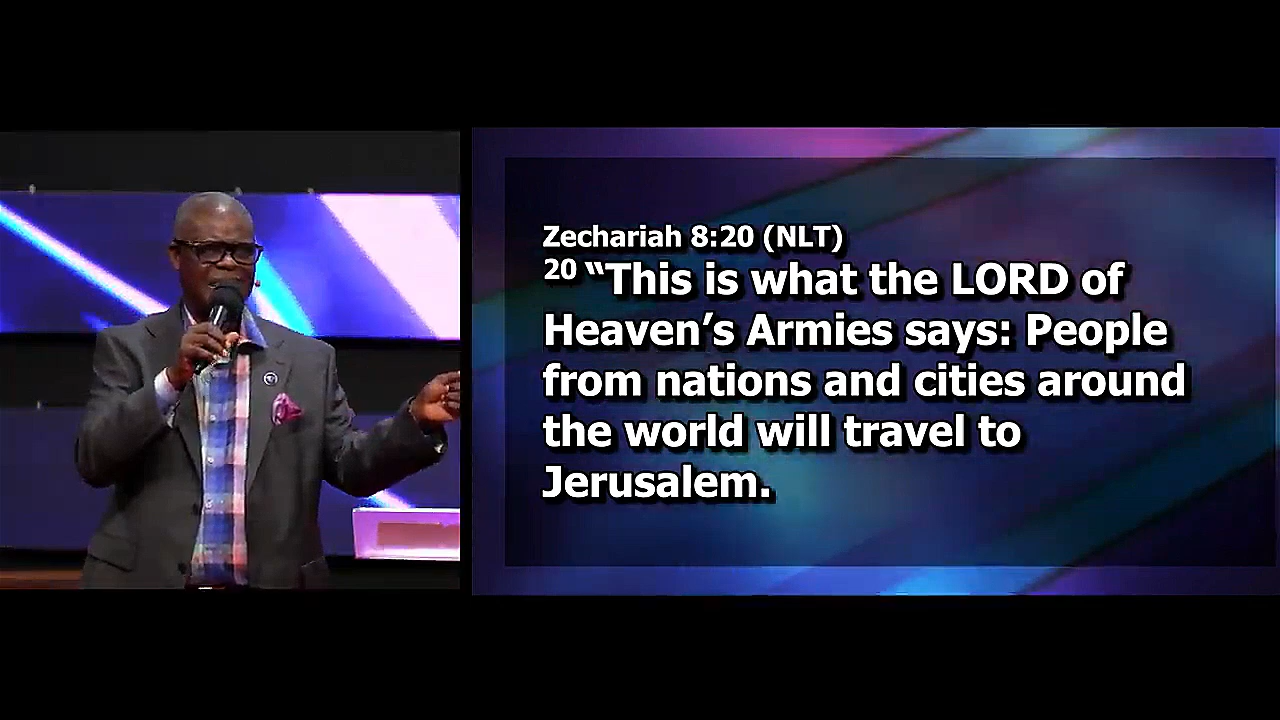 Zechariah 8:20 (NLT)
20 “This is what the LORD of
Heaven’s Armies says: People
from nations and cities around
the world will travel to
Jerusalem.